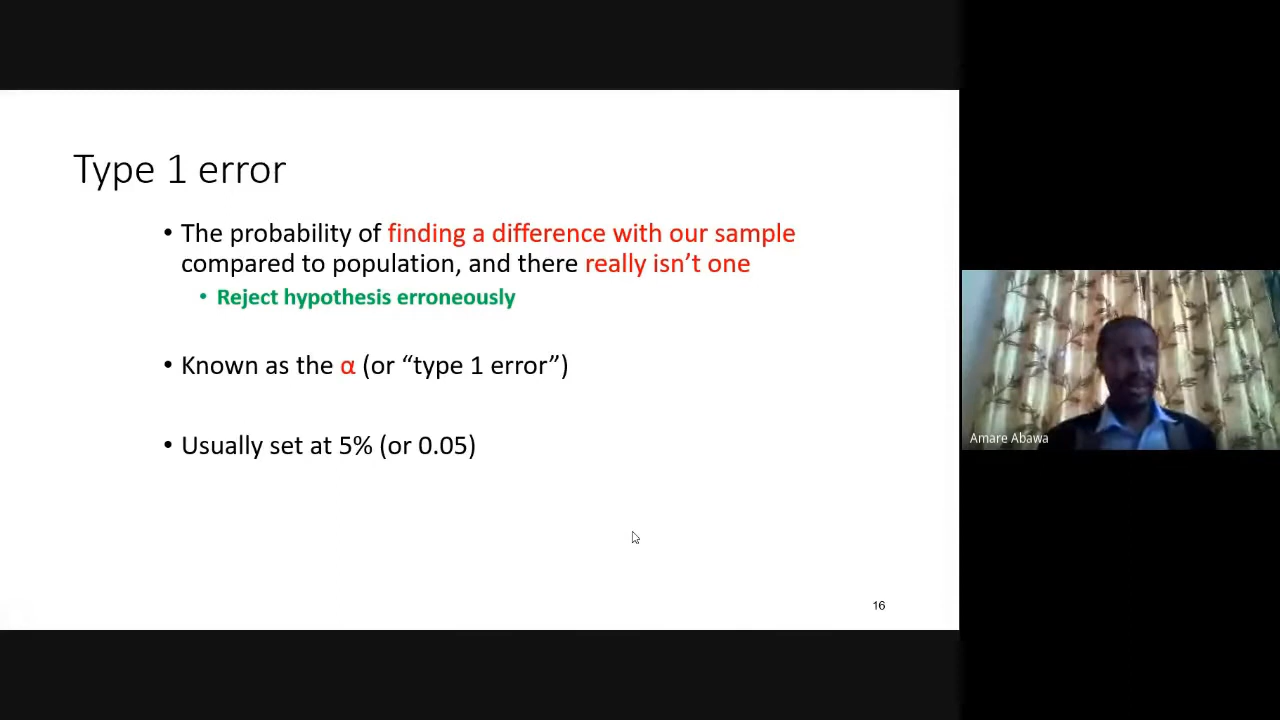 Type 1 error
• The probability of finding a difference with our sample
compared to population, and there really isn’t one
• Reject hypothesis erroneously
• Known as the α (or “type 1 error”)
• Usually set at 5% (or 0.05)
16
Amare Abawa